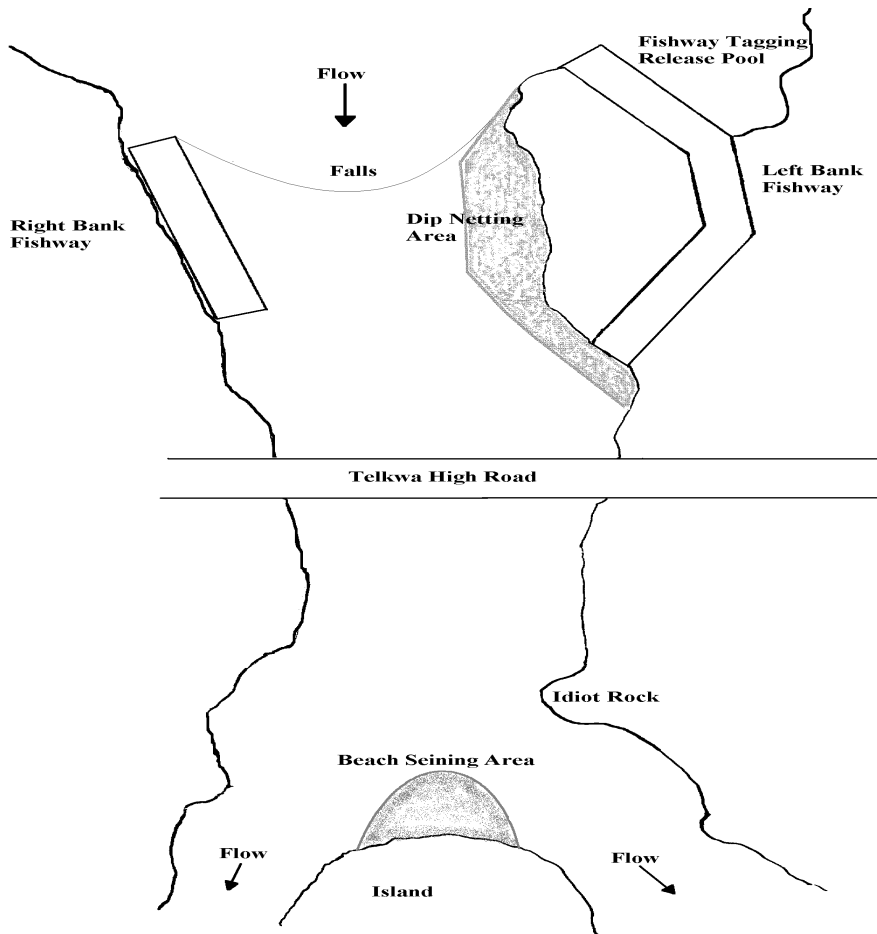 Fishway Tagging
Release Pool
Flow
Falls
Left Bank
Fishway
Dip Netting
Area
Right Bank
Fishway
Telkwa High Road
Idiot Rock
Beach Seining Area
Flow
Flow
Island